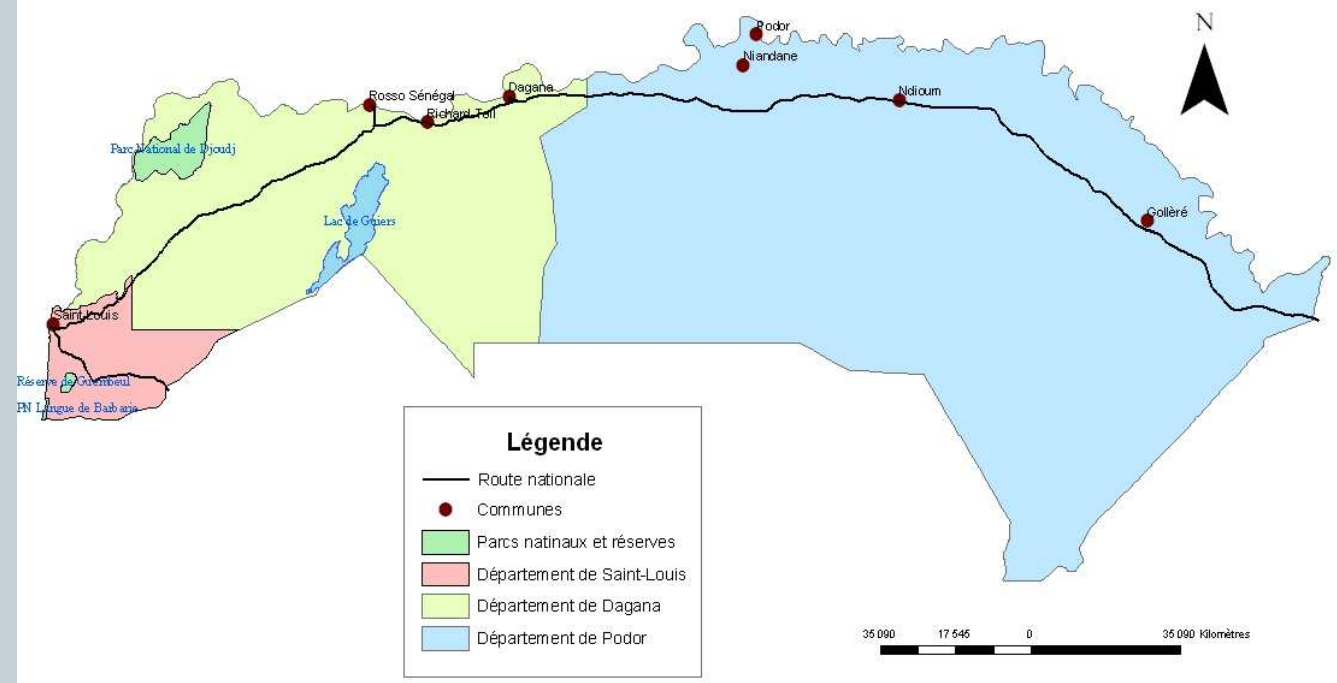 Podor
N
Niandane
Dagana
Rosso Sénégal
Ndioum
Richard-Toll
Parc National de Djoudj
Lac de Guiers
Gollèré
Saint-Louis
Réserve de Guembeul
PN Langue de Barbarie
Légende
Route nationale
Communes
Parcs natinaux et réserves
Département de Saint-Louis
Département de Dagana
Département de Podor
35 090 17 545 0 35 090 Kilomètres